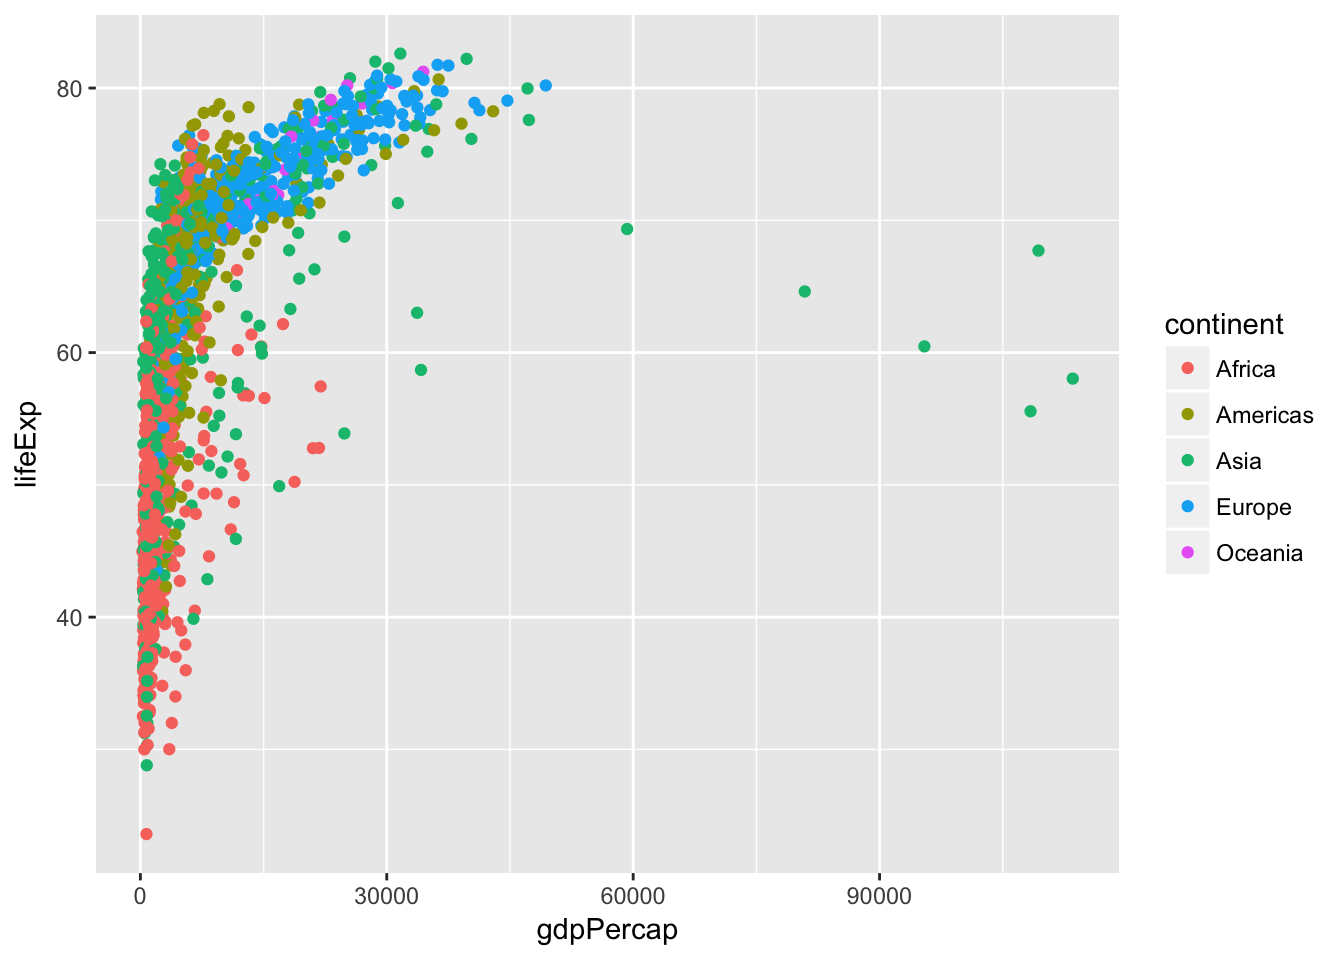 80
60
40
lifeExp
0
30000
60000
90000
gdpPercap
continent
Africa
Americas
Asia
Europe
Oceania